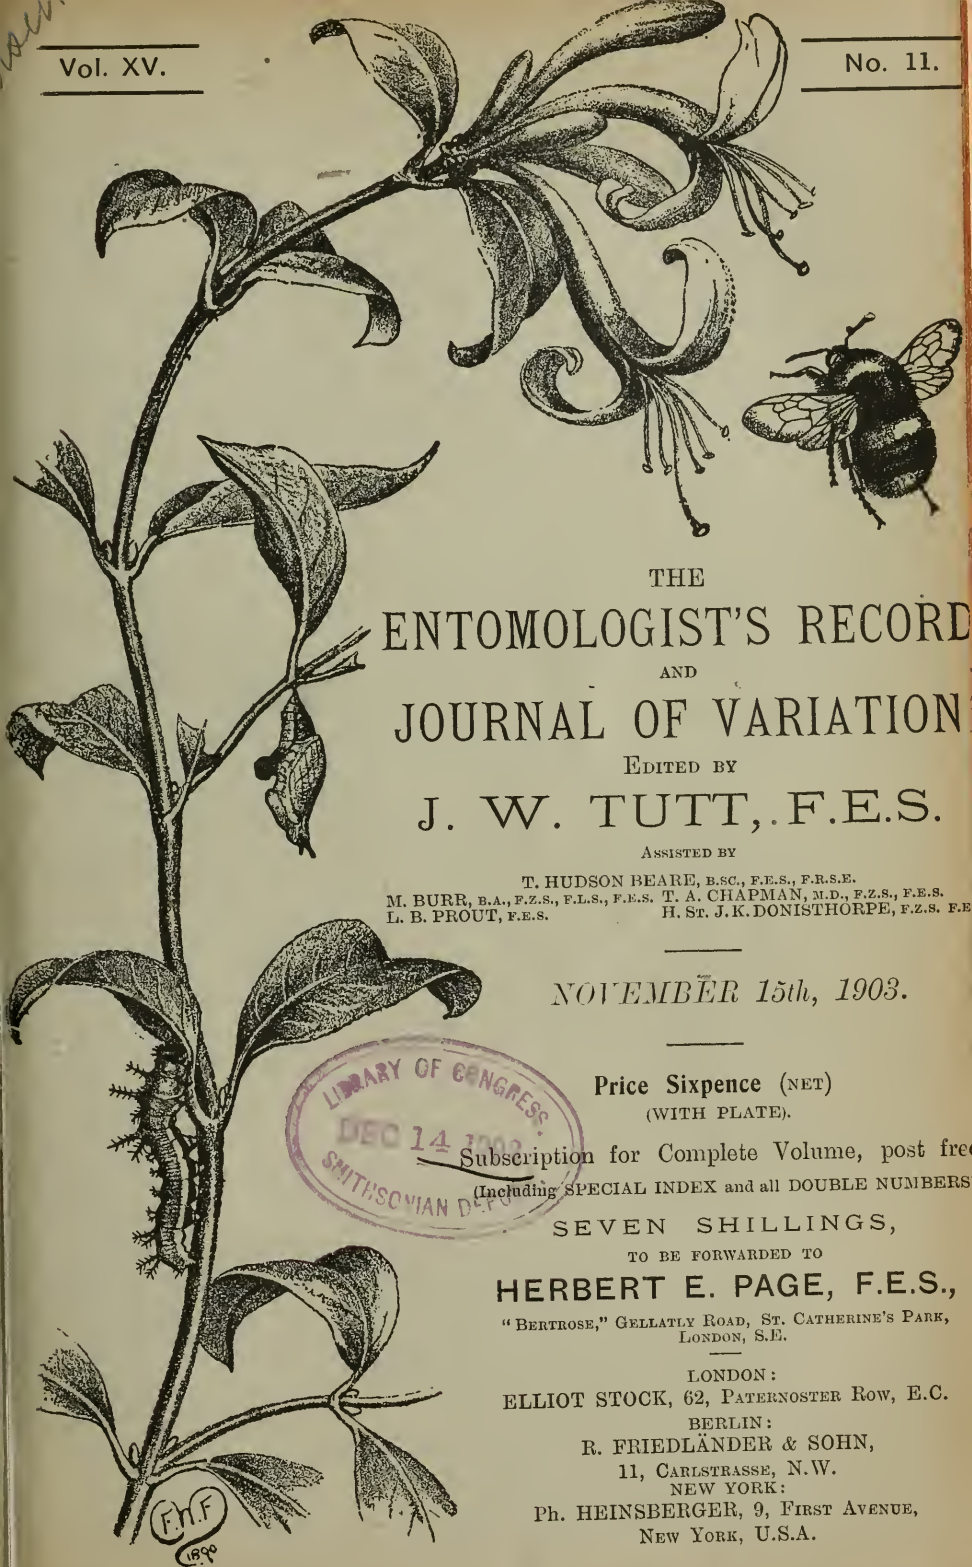 Vol. XV.
No. 11.
THE
ENTOMOLOGIST'S RECORD
AND
JOURNAL OF VARIATION
EDITED BY
J. W. TUTT, F.E.S.
ASSISTED BY
T. HUDSON BEARE, B.SC., F.E.S., F.R.S.E.
M. BURR, B.A., F.Z.S., F.L.S., F.E.S. T. A. CHAPMAN, M.D., F.Z.S., F.E.S.
L. B. PROUT, F.E.S. H. ST. J. K. DONISTHORPE, F.Z.S. F.E
NOVEMBER 15th, 1903.
LIBRARY OF CONGRESS
DEC 14
SMITHSONIAN DEP
Price Sixpence (NET)
(WITH PLATE).
Subscription for Complete Volume, post free
(Including SPECIAL INDEX and all DOUBLE NUMBERS
SEVEN SHILLINGS,
TO BE FORWARDED TO
HERBERT E. PAGE, F.E.S.,
"BERTROSE," GELLATLY ROAD, ST. CATHERINE'S PARK,
LONDON, S.E.
LONDON:
ELLIOT STOCK, 62, PATERNOSTER ROW, E.C.
BERLIN:
R. FRIEDLÄNDER & SOHN,
11, CARLSTRASSE, N.W.
NEW YORK:
Ph. HEINSBERGER, 9, FIRST AVENUE,
NEW YORK, U.S.A.
F.W.F
1890